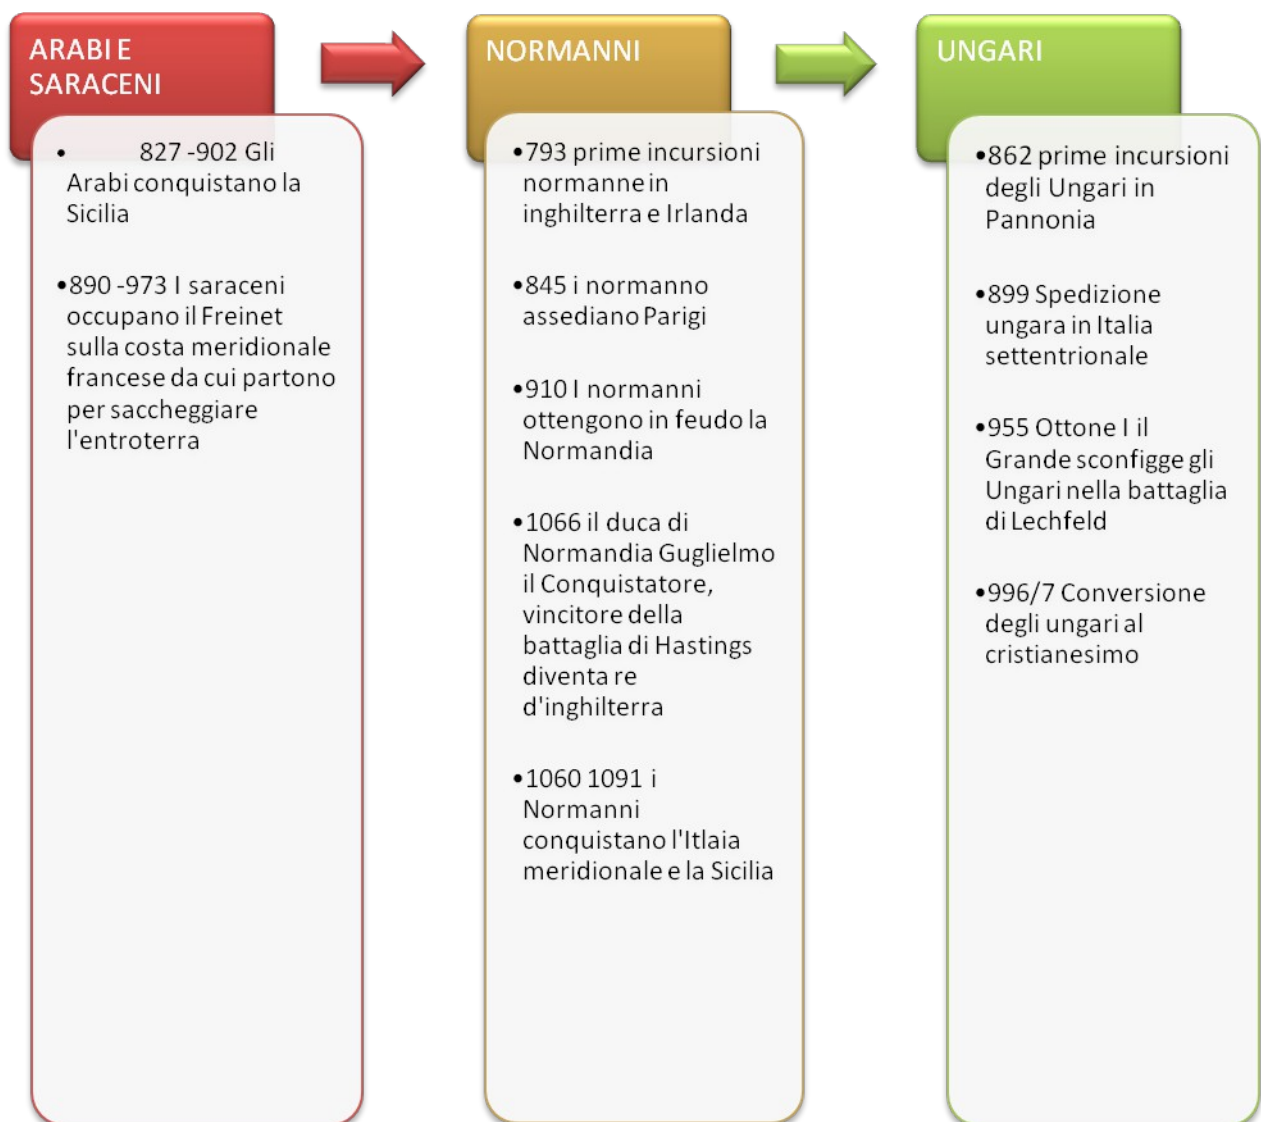 ARABI E
SARACENI
• 827 -902 Gli
Arabi conquistano la
Sicilia
•890 -973 I saraceni
occupano il Freinet
sulla costa meridionale
francese da cui partono
per saccheggiare
l'entroterra
NORMANNI
•793 prime incursioni
normanne in
inghilterra e Irlanda
•845 i normanno
assediano Parigi
•910 I normanni
ottengono in feudo la
Normandia
•1066 il duca di
Normandia Guglielmo
il Conquistatore,
vincitore della
battaglia di Hastings
diventa re
d'inghilterra
•1060 1091 i
Normanni
conquistano l'Itlaia
meridionale e la Sicilia
UNGARI
•862 prime incursioni
degli Ungari in
Pannonia
•899 Spedizione
ungara in Italia
settentrionale
•955 Ottone I il
Grande sconfigge gli
Ungari nella battaglia
di Lechfeld
•996/7 Conversione
degli ungari al
cristianesimo